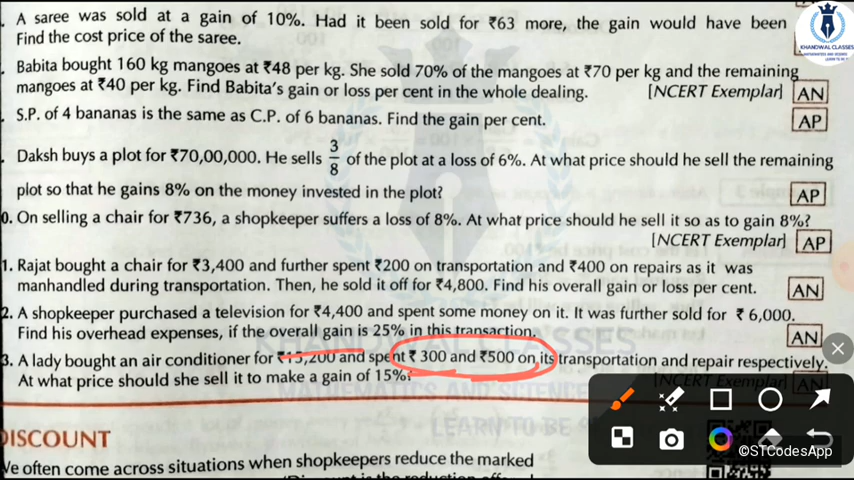 . A saree was sold at a gain of 10%. Had it been sold for ₹63 more, the gain would have been
Find the cost price of the saree.
KHANDWAL CLASSES
. Babita bought 160 kg mangoes at ₹48 per kg. She sold 70% of the mangoes at ₹70 per kg and the remaining
mangoes at ₹40 per kg. Find Babita's gain or loss per cent in the whole dealing. [NCERT Exemplar] AN
. S.P. of 4 bananas is the same as C.P. of 6 bananas. Find the gain per cent. AP
. Daksh buys a plot for ₹70,00,000. He sells 3/8 of the plot at a loss of 6%. At what price should he sell the remaining
plot so that he gains 8% on the money invested in the plot? AP
0. On selling a chair for ₹736, a shopkeeper suffers a loss of 8%. At what price should he sell it so as to gain 8%?
[NCERT Exemplar] AP
1. Rajat bought a chair for ₹3,400 and further spent ₹200 on transportation and ₹400 on repairs as it was
manhandled during transportation. Then, he sold it off for ₹4,800. Find his overall gain or loss per cent. AN
2. A shopkeeper purchased a television for ₹4,400 and spent some money on it. It was further sold for ₹ 6,000.
Find his overhead expenses, if the overall gain is 25% in this transaction. AN
KHANDWAL CLASSES
3. A lady bought an air conditioner for ₹15,200 and spent ₹ 300 and ₹500 on its transportation and repair respectively.
At what price should she sell it to make a gain of 15%? [NCERT Exemplar] AN
MATHEMATICS AND SCIENCE
LEARN TO BE
DISCOUNT
We often come across situations when shopkeepers reduce the marked
©STCodesApp